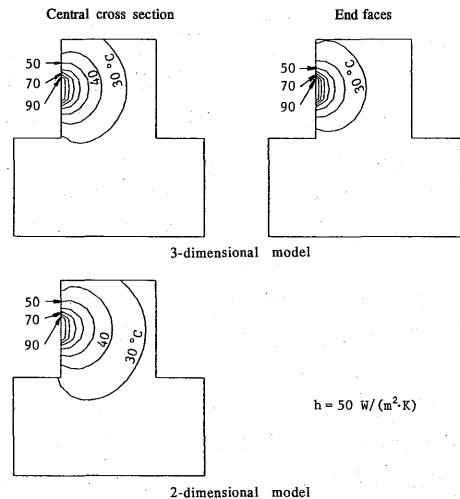 Central cross section
End faces
50
70
90
40
30 °C
50
70
90
30 °C
3-dimensional model
50
70
90
40
30 °C
h = 50 W/(m²·K)
2-dimensional model